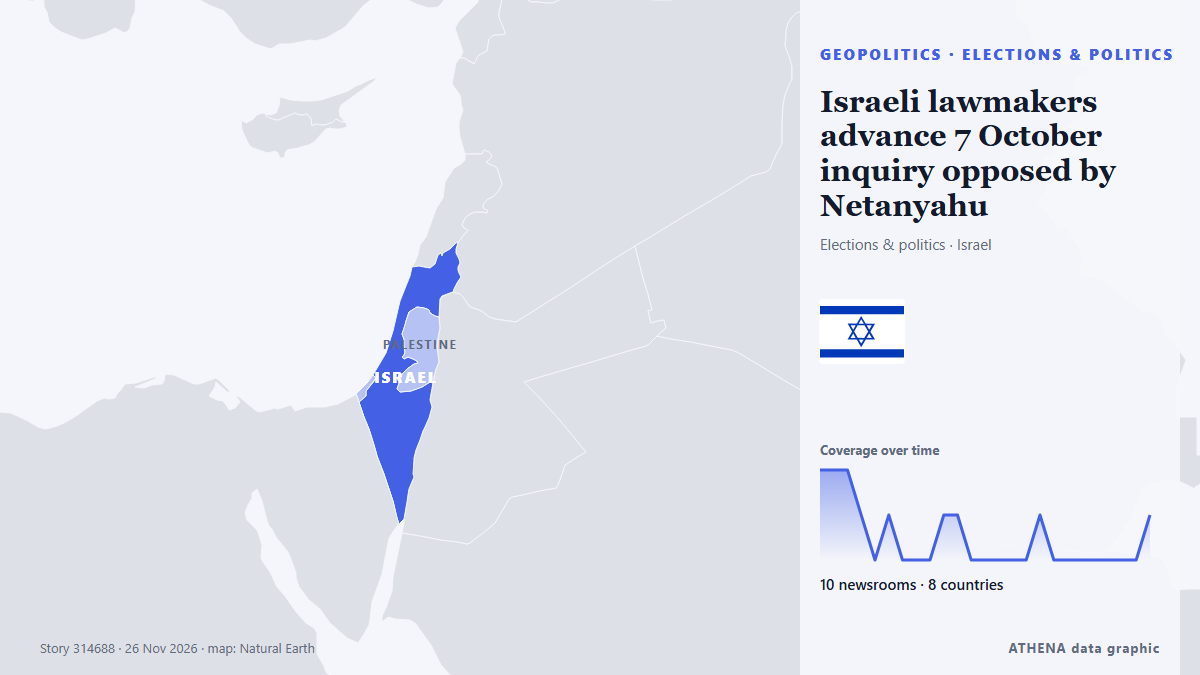 GEOPOLITICS · ELECTIONS & POLITICS
Israeli lawmakers
advance 7 October
inquiry opposed by
Netanyahu
Elections & politics · Israel
PALESTINE
ISRAEL
Coverage over time
10 newsrooms · 8 countries
Story 314688 · 26 Nov 2026 · map: Natural Earth
ATHENA data graphic